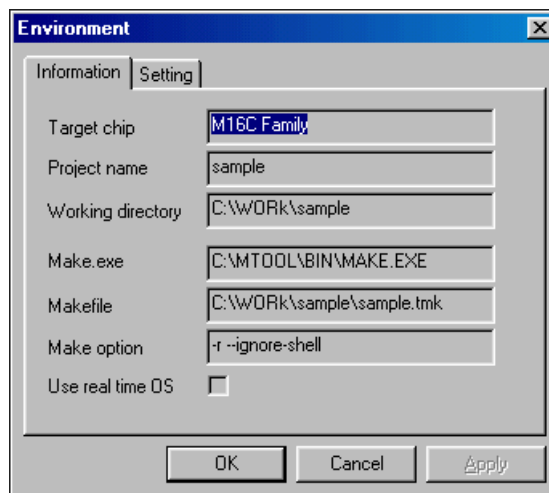 Environment
Information
Setting
Target chip M16C Family
Project name sample
Working directory C:\WORk\sample
Make.exe C:\MTOOL\BIN\MAKE.EXE
Makefile C:\WORk\sample\sample.tmk
Make option -r --ignore-shell
Use real time OS
OK Cancel Apply